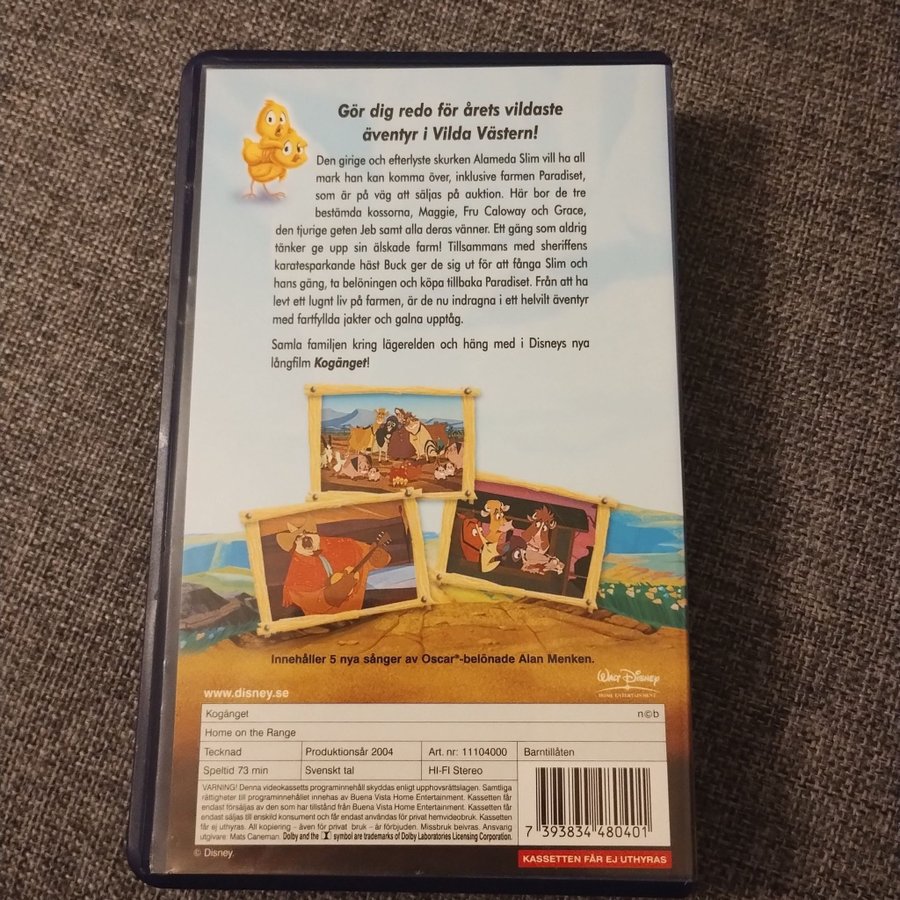 Gör dig redo för årets vildaste
äventyr i Vilda Västern!
Den girige och efterlyste skurken Alameda Slim vill ha all
mark han kan komma över, inklusive farmen Paradiset,
som är på väg att säljas på auktion. Här bor de tre
bestämda kossorna, Maggie, Fru Caloway och Grace,
den tjurige geten Jeb samt alla deras vänner. Ett gäng som aldrig
tänker ge upp sin älskade farm! Tillsammans med sheriffens
karatesparkande häst Buck ger de sig ut för att fånga Slim och
hans gäng, ta belöningen och köpa tillbaka Paradiset. Från att ha
levt ett lugnt liv på farmen, är de nu indragna i ett helvilt äventyr
med fartfyllda jakter och galna upptåg.
Samla familjen kring lägerelden och häng med i Disneys nya
långfilm Kogänget!
Innehåller 5 nya sånger av Oscar®-belönade Alan Menken.
WALT DISNEY
HOME ENTERTAINMENT
www.disney.se
Kogänget n©b
Home on the Range
Tecknad Produktionsår 2004 Art. nr: 11104000 Barntillåten
Speltid 73 min Svenskt tal HI-FI Stereo
VARNING! Denna videokassetts programinnehåll skyddas enligt upphovsrättslagen. Samtliga
rättigheter till programinnehållet innehas av Buena Vista Home Entertainment. Kassetten får
endast försäljas av den som har tillstånd från Buena Vista Home Entertainment. Kassetten får
endast säljas till enskild konsument och får endast användas för privat hemvideobruk. Kassetten
får ej uthyras. All kopiering - även för privat bruk - är förbjuden. Missbruk beivras. Ansvarig
utgivare: Mats Caneman. Dolby and the symbol are trademarks of Dolby Laboratories Licensing Corporation.
7 393834 480401
© Disney.
KASSETTEN FÅR EJ UTHYRAS